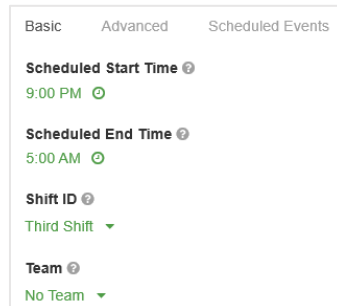 Basic Advanced Scheduled Events
Scheduled Start Time
9:00 PM
Scheduled End Time
5:00 AM
Shift ID
Third Shift
Team
No Team